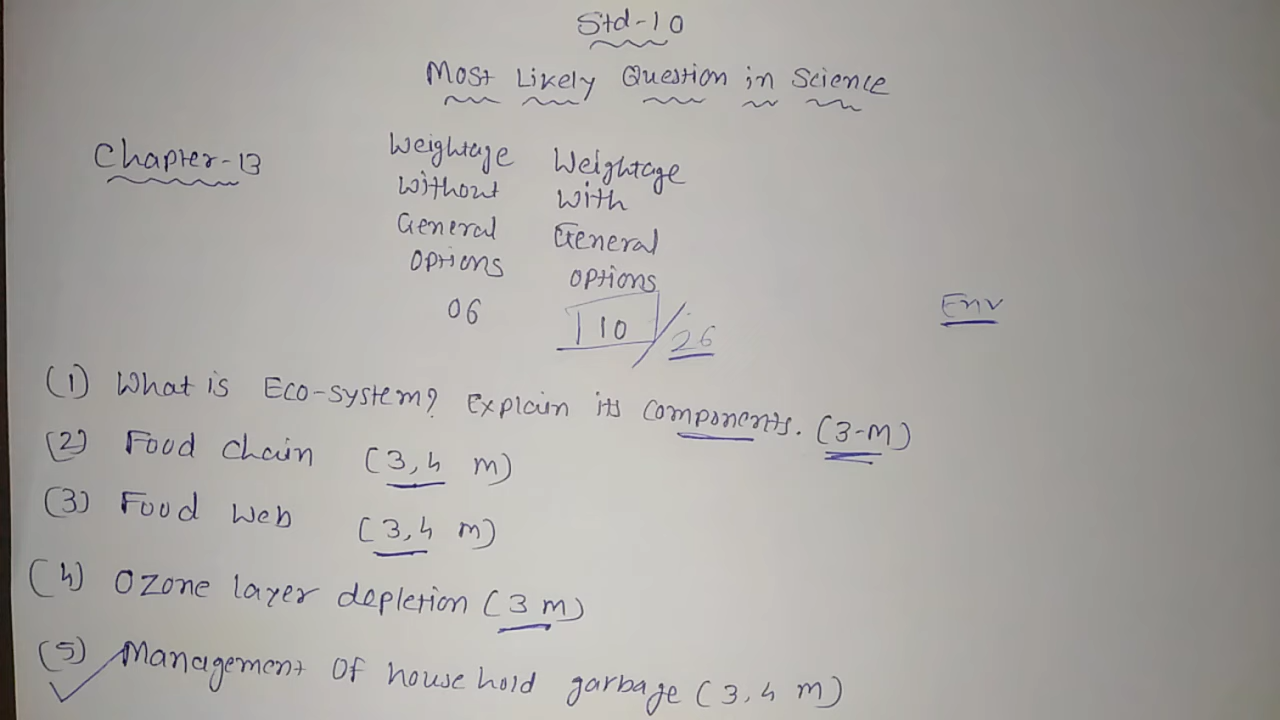 Std-10
Most Likely Question in Science
Chapter-13
Weightage Without General Options
06
Weightage With General Options
10/26
Env
(1) What is Eco-system? Explain its components. (3-M)
(2) Food chain (3,4 m)
(3) Food web (3,4 m)
(4) Ozone layer depletion (3 m)
(5) Management of house hold garbage (3,4 m)